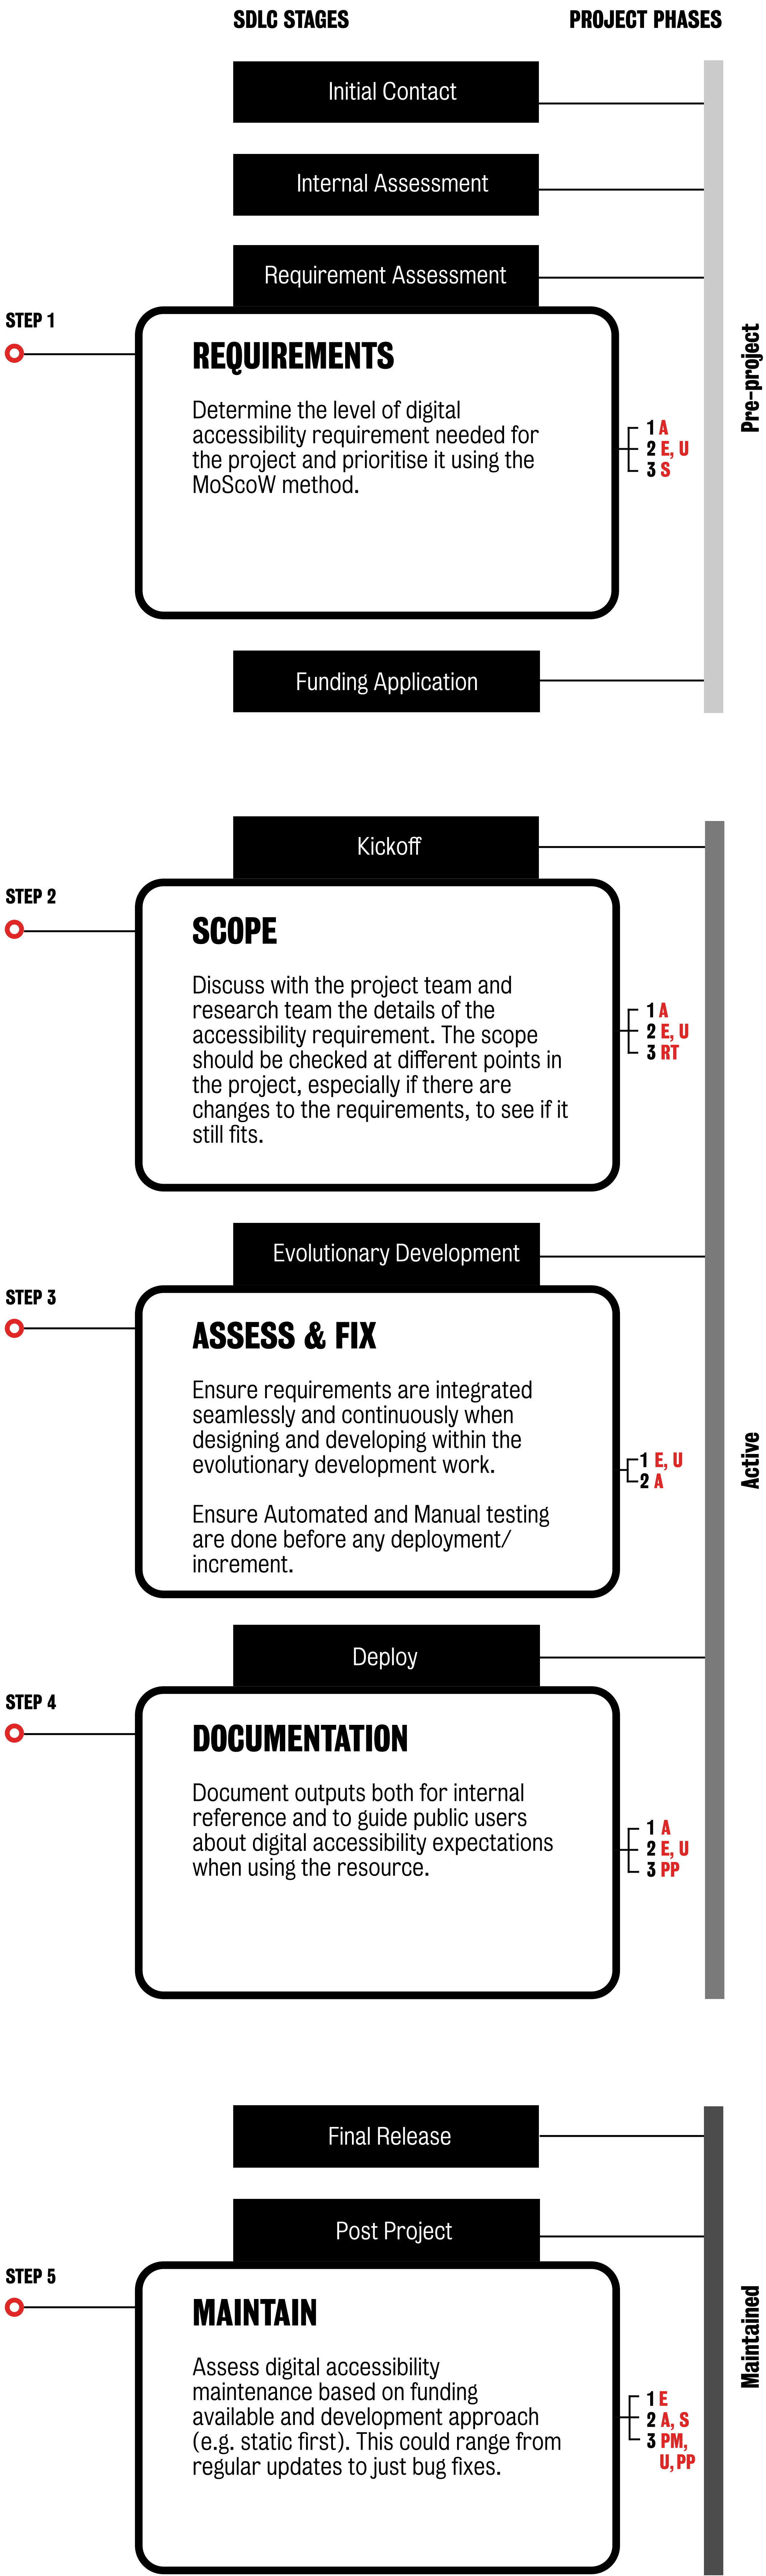 SDLC STAGES
PROJECT PHASES
Initial Contact
Internal Assessment
Requirement Assessment
STEP 1
REQUIREMENTS
Determine the level of digital
accessibility requirement needed for
the project and prioritise it using the
MoScoW method.
1 A
2 E, U
3 S
Pre-project
Funding Application
Kickoff
STEP 2
SCOPE
Discuss with the project team and
research team the details of the
accessibility requirement. The scope
should be checked at different points in
the project, especially if there are
changes to the requirements, to see if it
still fits.
1 A
2 E, U
3 RT
Evolutionary Development
STEP 3
ASSESS & FIX
Ensure requirements are integrated
seamlessly and continuously when
designing and developing within the
evolutionary development work.
Ensure Automated and Manual testing
are done before any deployment/
increment.
1 E, U
2 A
Active
Deploy
STEP 4
DOCUMENTATION
Document outputs both for internal
reference and to guide public users
about digital accessibility expectations
when using the resource.
1 A
2 E, U
3 PP
Final Release
Post Project
STEP 5
MAINTAIN
Assess digital accessibility
maintenance based on funding
available and development approach
(e.g. static first). This could range from
regular updates to just bug fixes.
1 E
2 A, S
3 PM,
U, PP
Maintained